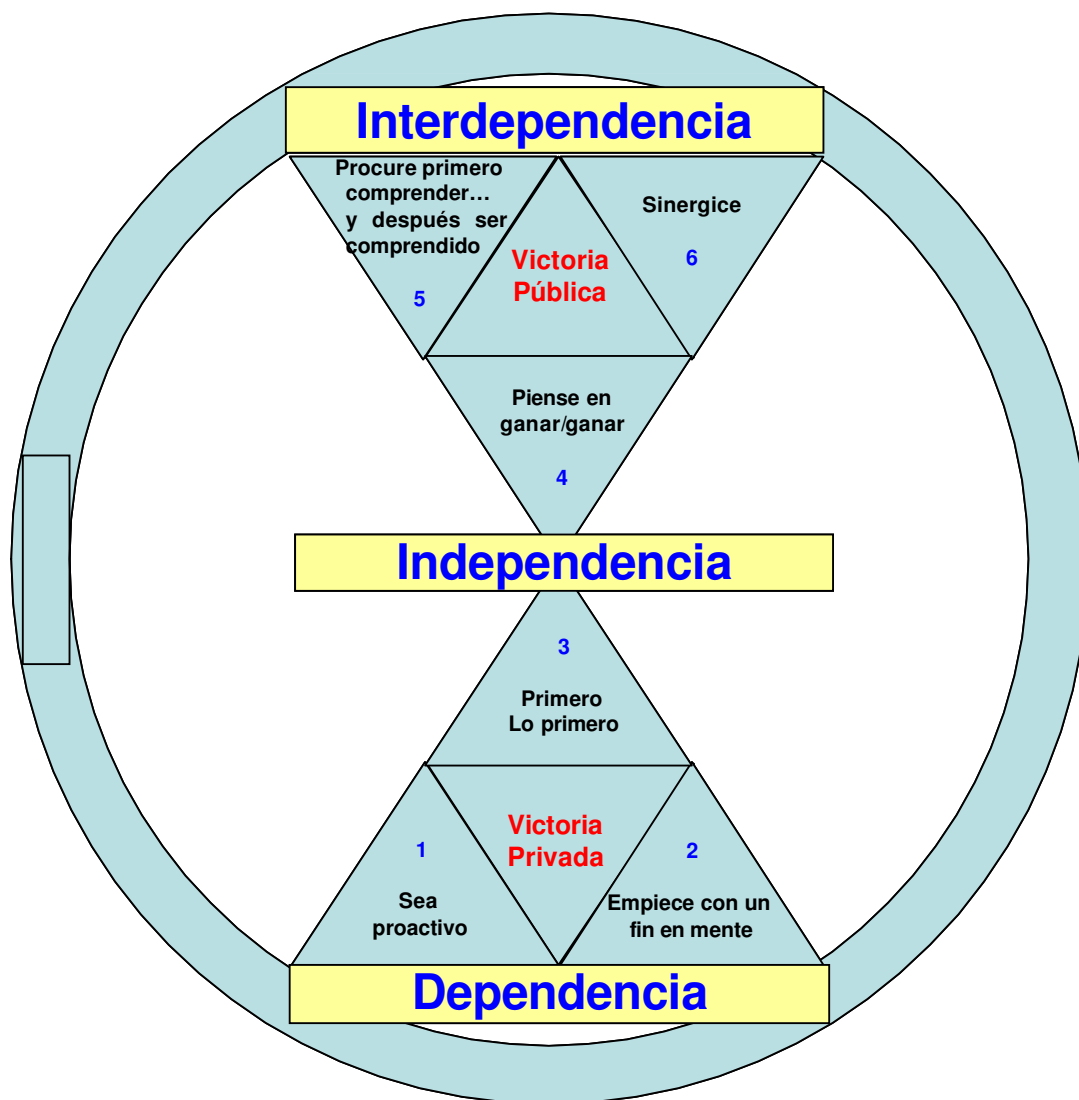 Interdependencia
Procure primero
comprender…
y después ser
comprendido
5
Victoria
Pública
Sinergice
6
Piense en
ganar/ganar
4
Independencia
3
Primero
Lo primero
1
Sea
proactivo
Victoria
Privada
2
Empiece con un
fin en mente
Dependencia